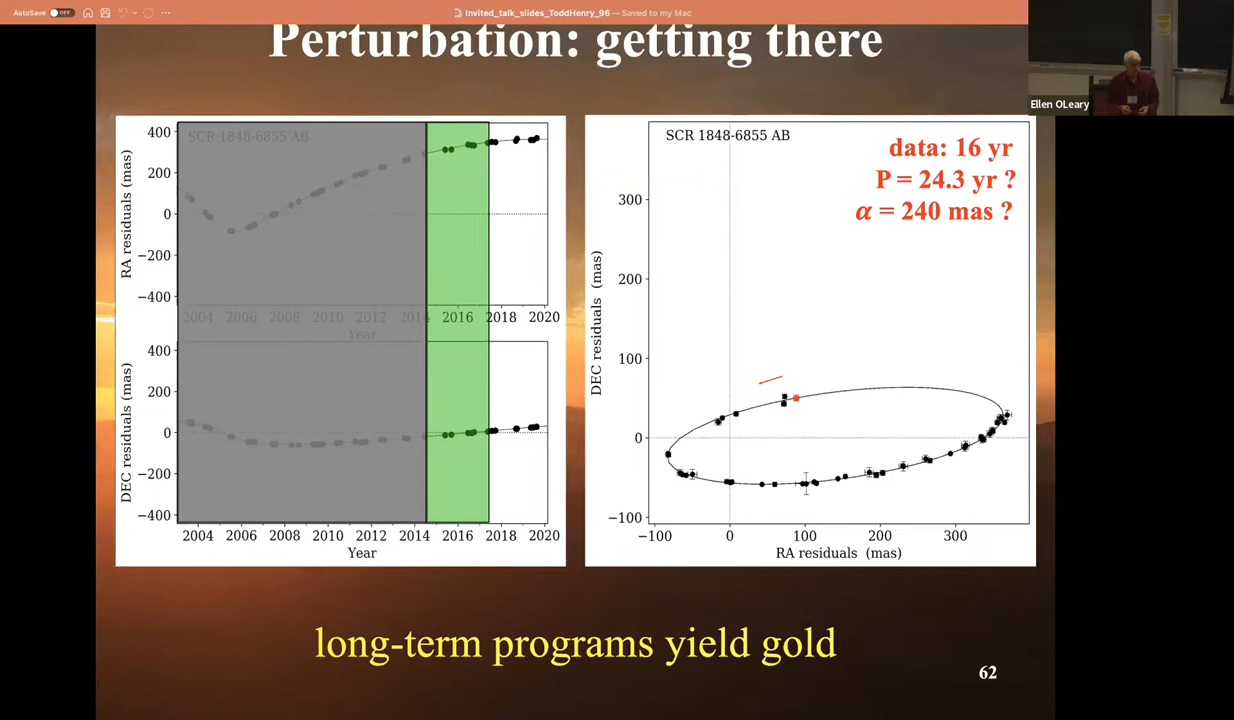 AutoSave OFF
Invited_talk_slides_ToddHenry_96 — Saved to my Mac
Perturbation: getting there
Ellen OLeary
SCR 1848-6855 AB
RA residuals (mas)
400
200
0
−200
−400
2004 2006 2008 2010 2012 2014 2016 2018 2020
Year
DEC residuals (mas)
400
200
0
−200
−400
2004 2006 2008 2010 2012 2014 2016 2018 2020
Year
SCR 1848-6855 AB
data: 16 yr
P = 24.3 yr ?
α = 240 mas ?
DEC residuals (mas)
300
200
100
0
−100
−100 0 100 200 300
RA residuals (mas)
long-term programs yield gold
62